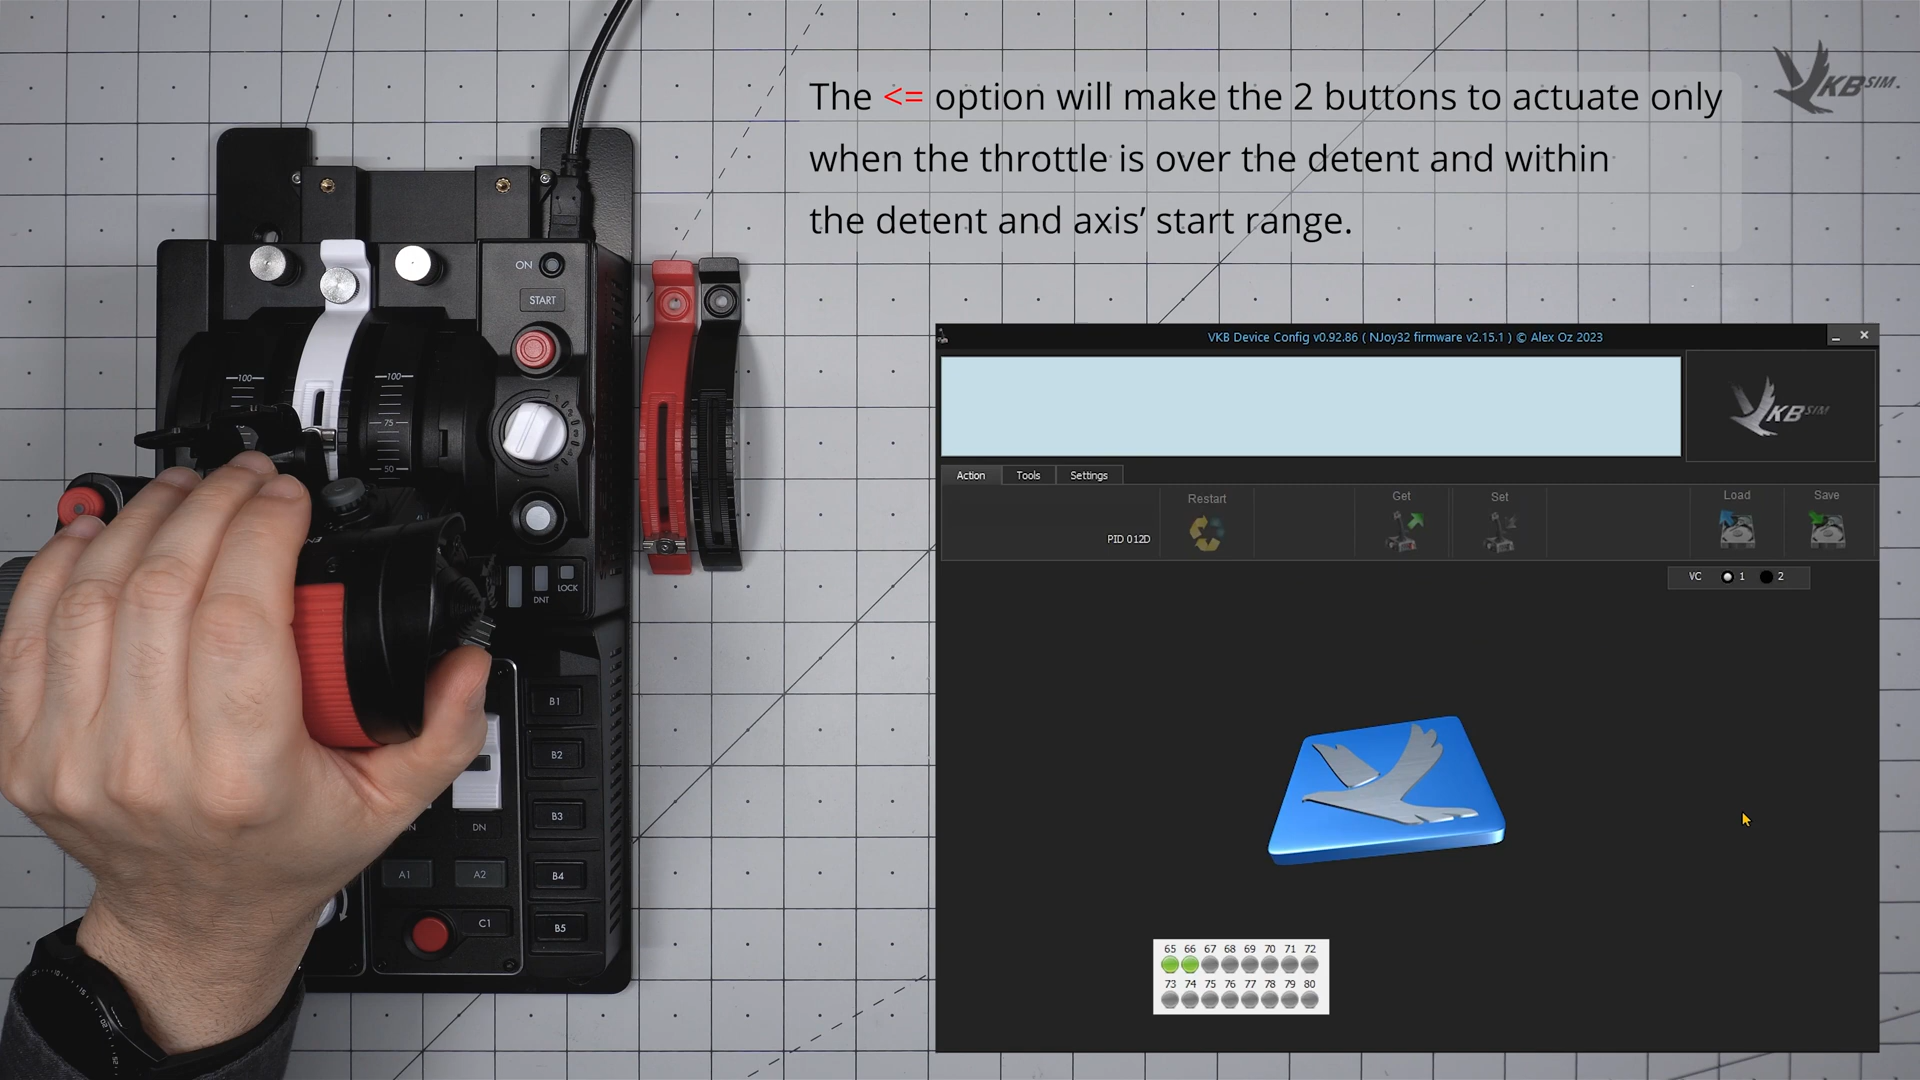 The <= option will make the 2 buttons to actuate only
when the throttle is over the detent and within
the detent and axis’ start range.
VKBSIM.
ON
START
100
100
75
50
LOCK
DNT
B1
B2
B3
DN
A1
A2
B4
C1
B5
VKB Device Config v0.92.86 ( NJoy32 firmware v2.15.1 ) © Alex Oz 2023
VKBSIM
Action Tools Settings
Restart Get Set Load Save
PID 012D
VC 1 2
65 66 67 68 69 70 71 72
73 74 75 76 77 78 79 80